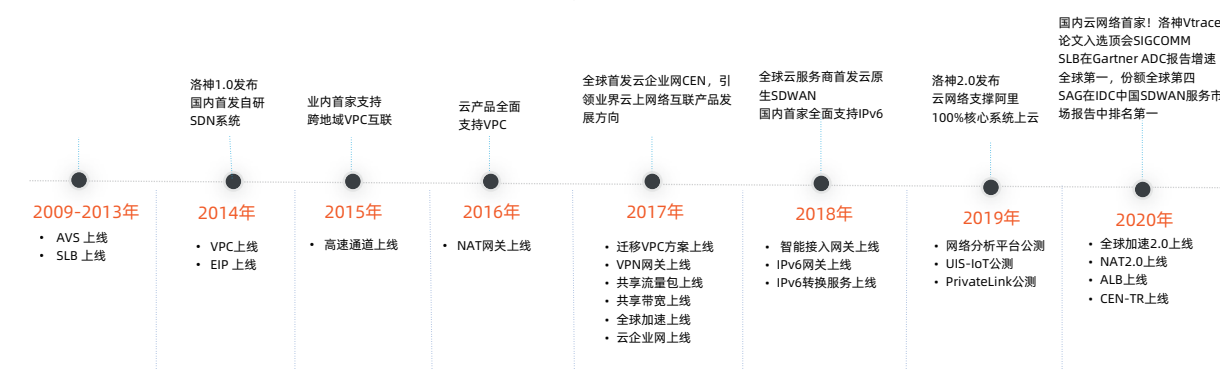 2009-2013年
• AVS 上线
• SLB 上线
洛神1.0发布
国内首发自研
SDN系统
2014年
• VPC上线
• EIP 上线
业内首家支持
跨地域VPC互联
2015年
• 高速通道上线
云产品全面
支持VPC
2016年
• NAT网关上线
全球首发云企业网CEN，引
领业界云上网络互联产品发
展方向
2017年
• 迁移VPC方案上线
• VPN网关上线
• 共享流量包上线
• 共享带宽上线
• 全球加速上线
• 云企业网上线
全球云服务商首发云原
生SDWAN
国内首家全面支持IPv6
2018年
• 智能接入网关上线
• IPv6网关上线
• IPv6转换服务上线
洛神2.0发布
云网络支撑阿里
100%核心系统上云
2019年
• 网络分析平台公测
• UIS-IoT公测
• PrivateLink公测
国内云网络首家！洛神Vtrace
论文入选顶会SIGCOMM
SLB在Gartner ADC报告增速
全球第一，份额全球第四
SAG在IDC中国SDWAN服务市
场报告中排名第一
2020年
• 全球加速2.0上线
• NAT2.0上线
• ALB上线
• CEN-TR上线